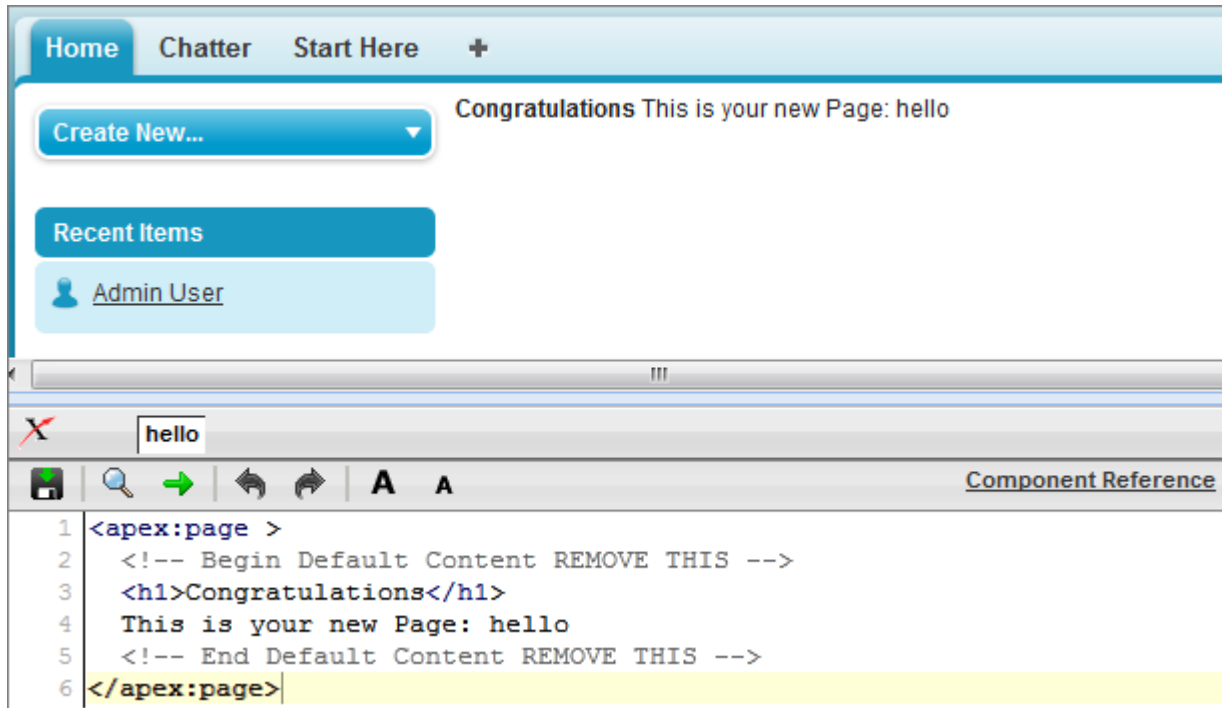 Home Chatter Start Here +
Congratulations This is your new Page: hello
Create New...
Recent Items
Admin User
hello
A A Component Reference
1 <apex:page >
2 <!-- Begin Default Content REMOVE THIS -->
3 <h1>Congratulations</h1>
4 This is your new Page: hello
5 <!-- End Default Content REMOVE THIS -->
6 </apex:page>